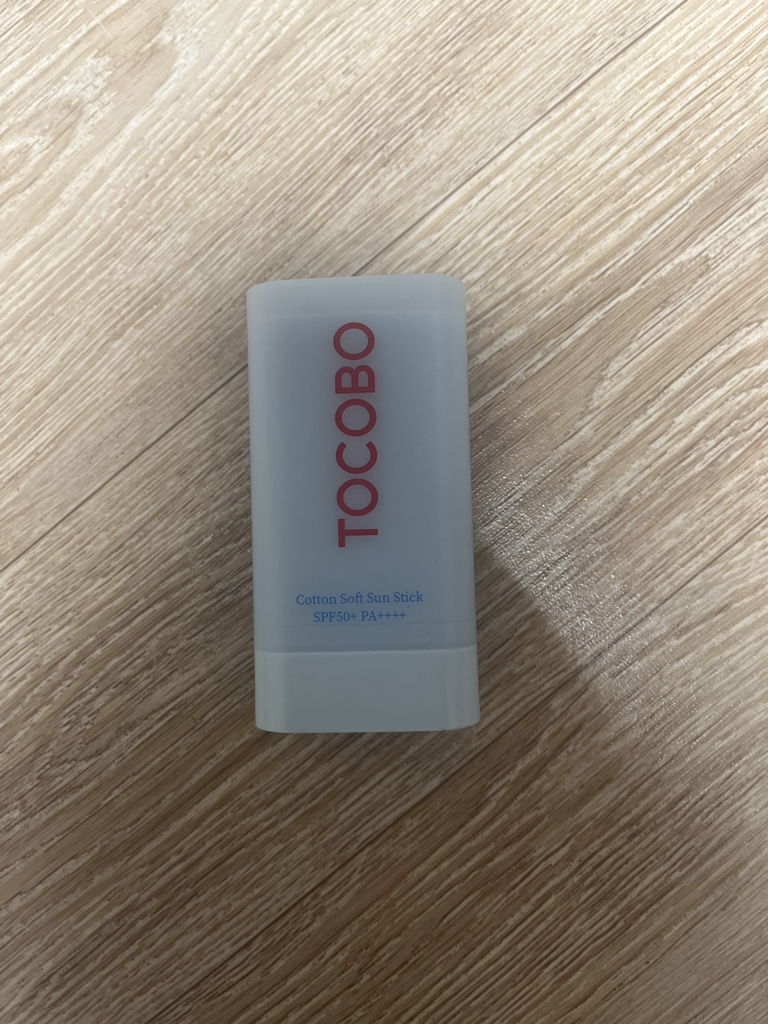 TOCOBO
Cotton Soft Sun Stick
SPF50+ PA++++